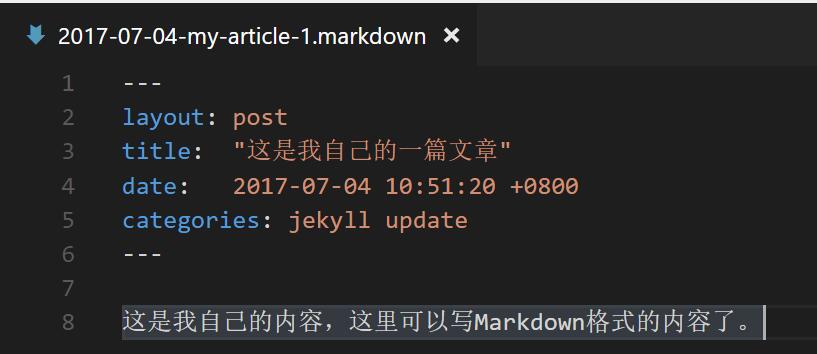 2017-07-04-my-article-1.markdown ×
1 ---
2 layout: post
3 title:  "这是我自己的一篇文章"
4 date:   2017-07-04 10:51:20 +0800
5 categories: jekyll update
6 ---
7
8 这是我自己的内容，这里可以写Markdown格式的内容了。